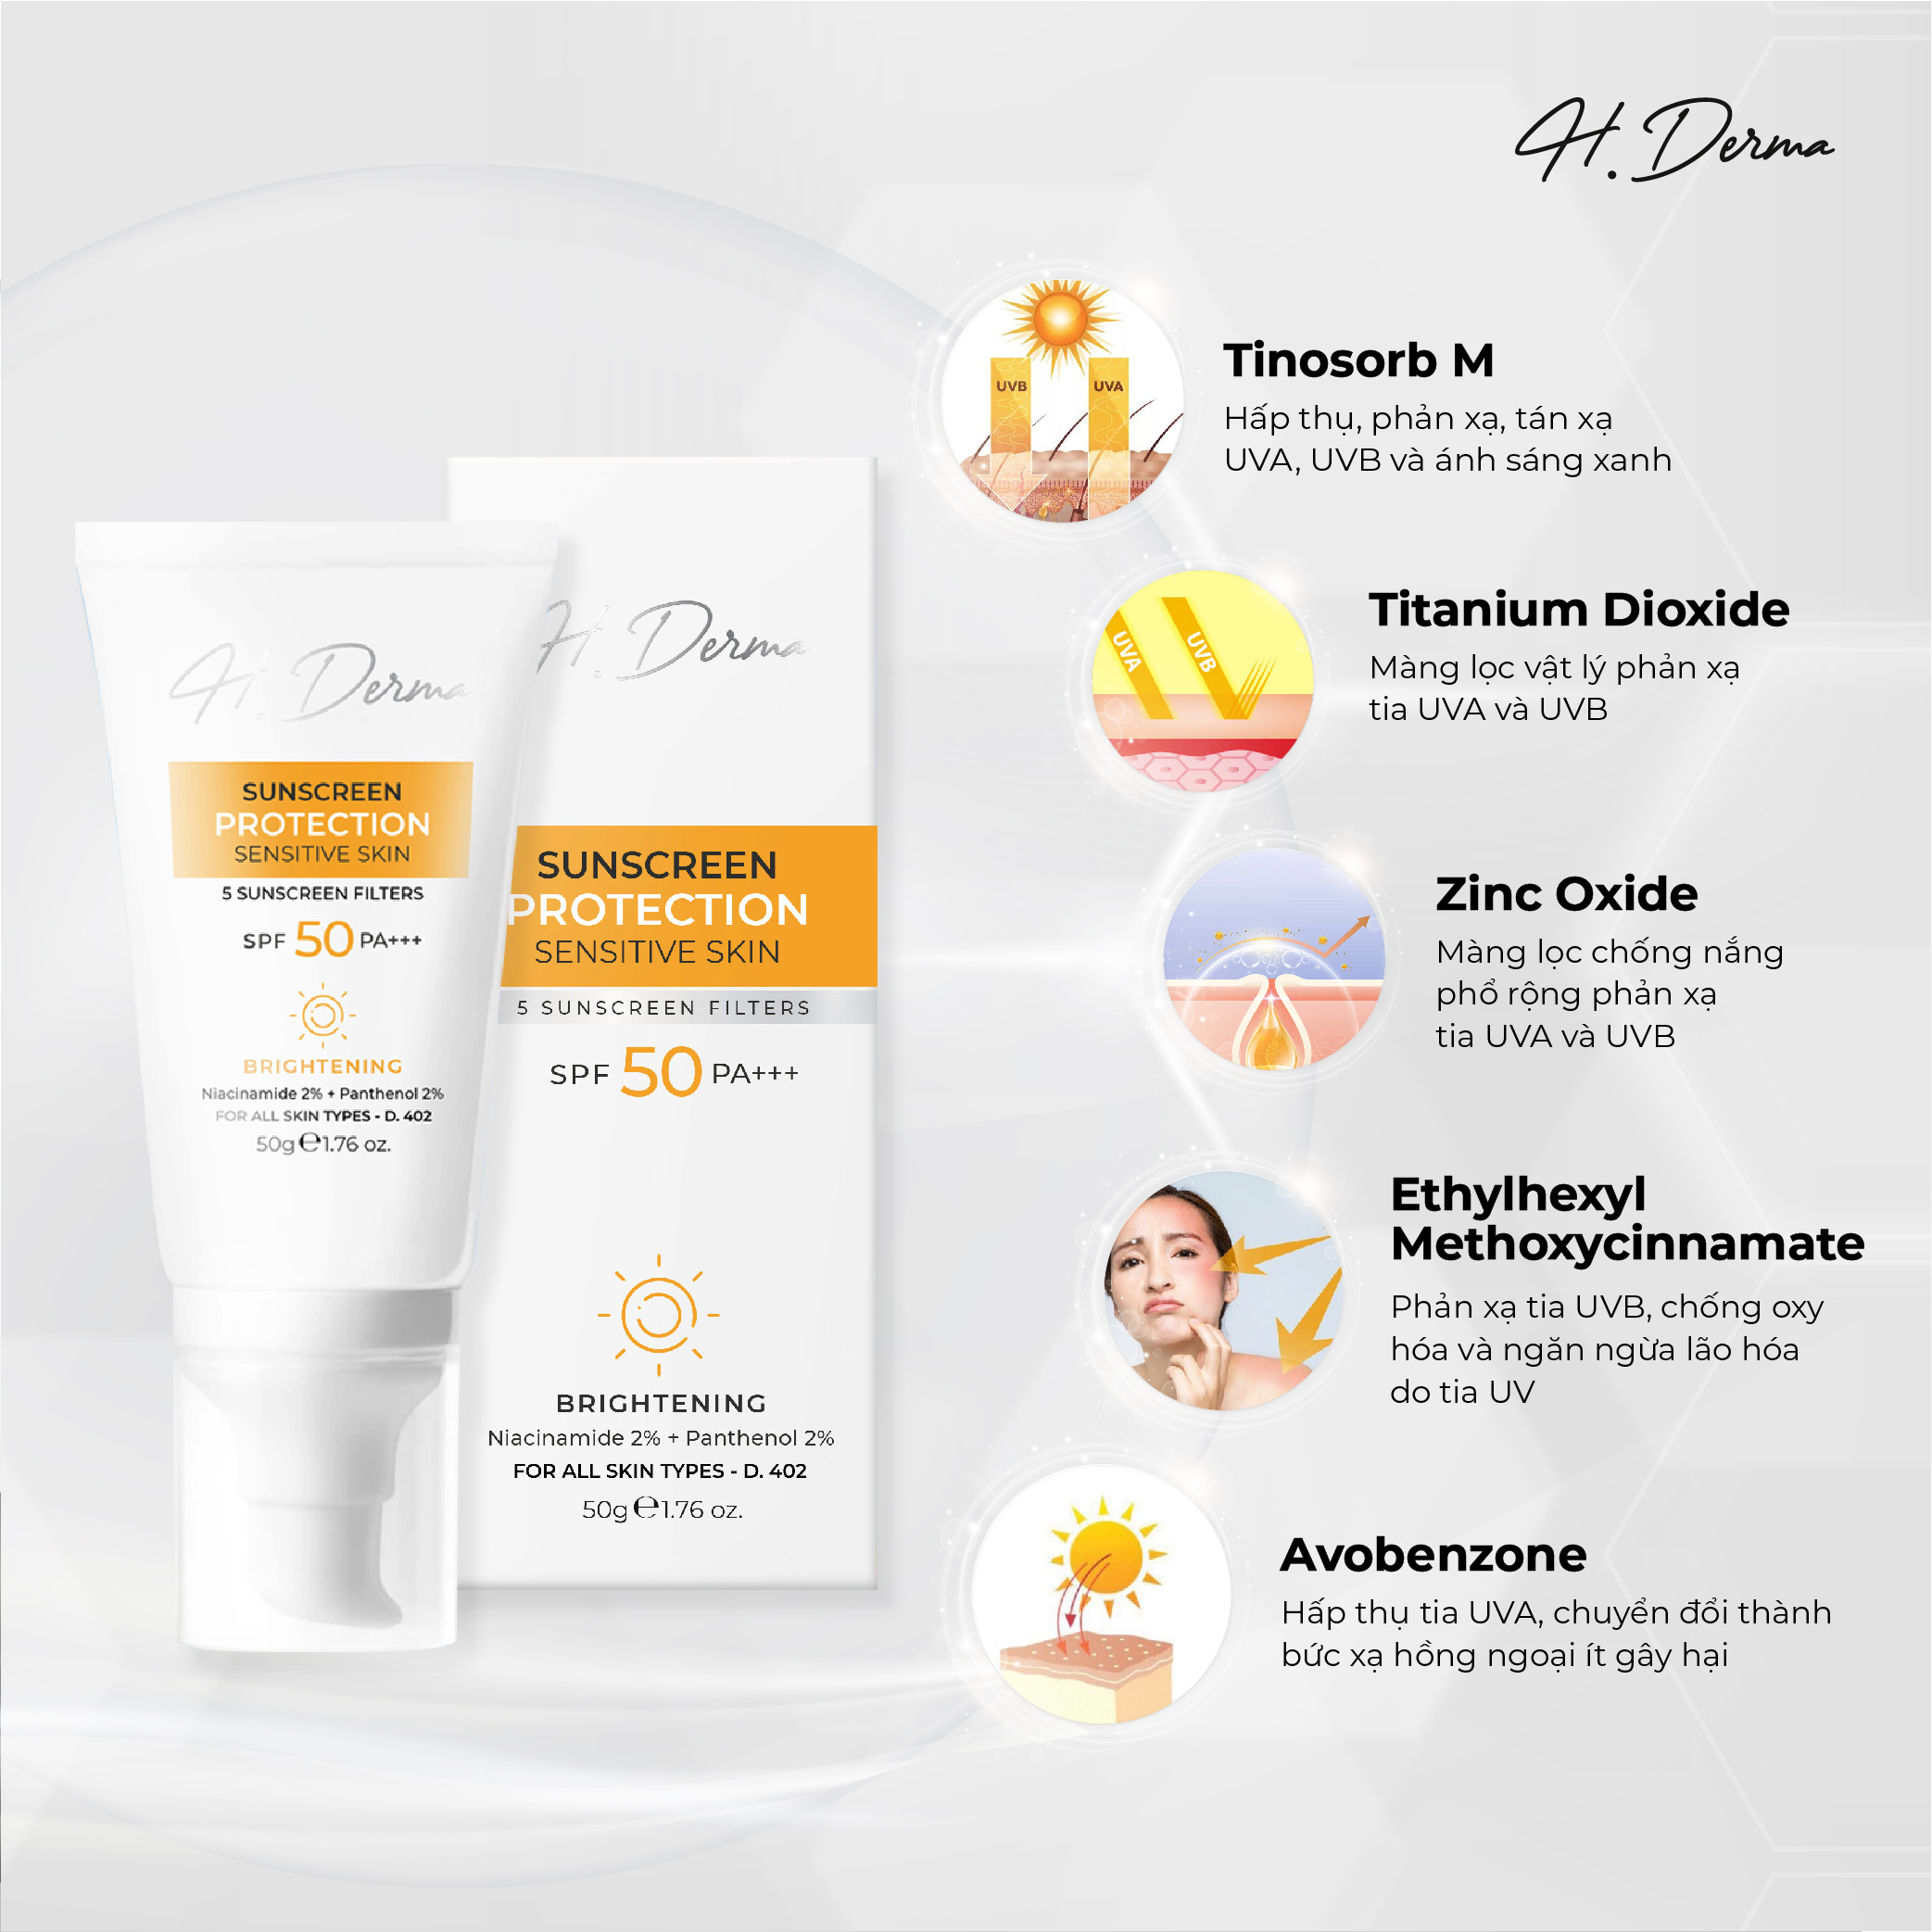 H. Derma
H. Derma
SUNSCREEN
PROTECTION
SENSITIVE SKIN
5 SUNSCREEN FILTERS
SPF 50 PA+++
BRIGHTENING
Niacinamide 2% + Panthenol 2%
FOR ALL SKIN TYPES - D. 402
50g ℮ 1.76 oz.
H. Derma
SUNSCREEN
PROTECTION
SENSITIVE SKIN
5 SUNSCREEN FILTERS
SPF 50 PA+++
BRIGHTENING
Niacinamide 2% + Panthenol 2%
FOR ALL SKIN TYPES - D. 402
50g ℮ 1.76 oz.
UVB UVA
Tinosorb M
Hấp thụ, phản xạ, tán xạ
UVA, UVB và ánh sáng xanh
UVA UVB
Titanium Dioxide
Màng lọc vật lý phản xạ
tia UVA và UVB
Zinc Oxide
Màng lọc chống nắng
phổ rộng phản xạ
tia UVA và UVB
Ethylhexyl
Methoxycinnamate
Phản xạ tia UVB, chống oxy
hóa và ngăn ngừa lão hóa
do tia UV
Avobenzone
Hấp thụ tia UVA, chuyển đổi thành
bức xạ hồng ngoại ít gây hại